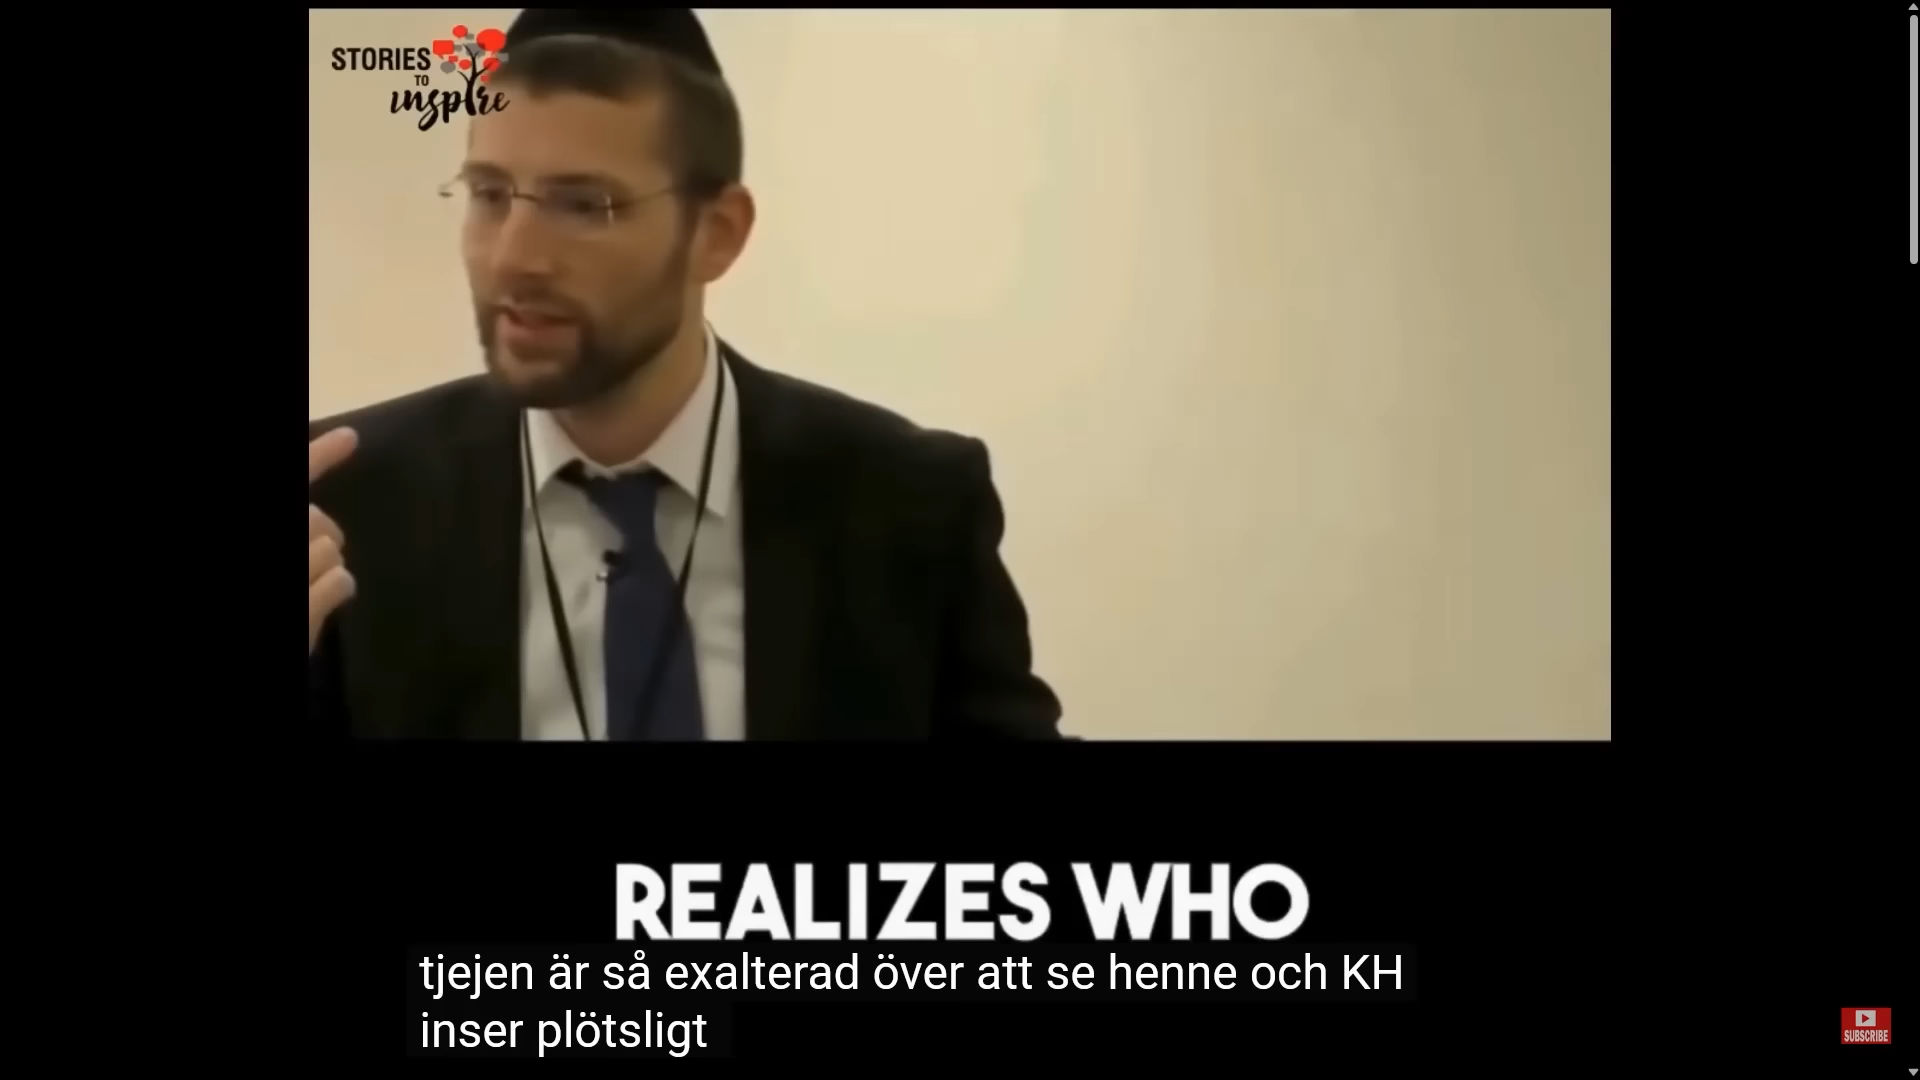 STORIES
TO
inspire
REALIZES WHO
tjejen är så exalterad över att se henne och KH
inser plötsligt
SUBSCRIBE